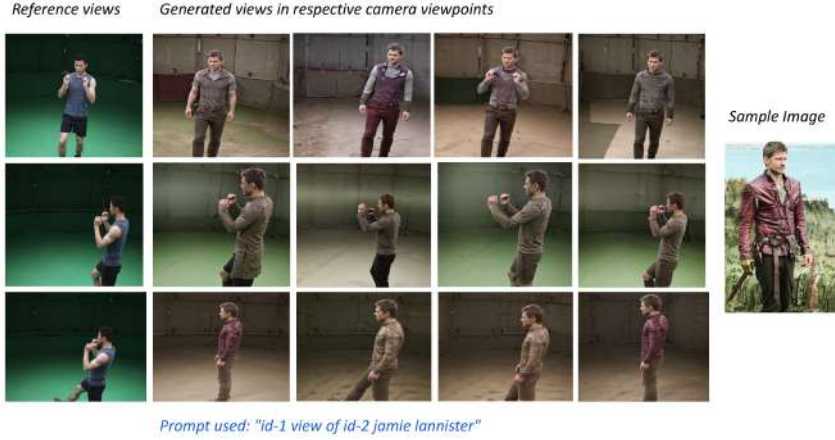 Reference views
Generated views in respective camera viewpoints
Sample Image
Prompt used: "id-1 view of id-2 jamie lannister"